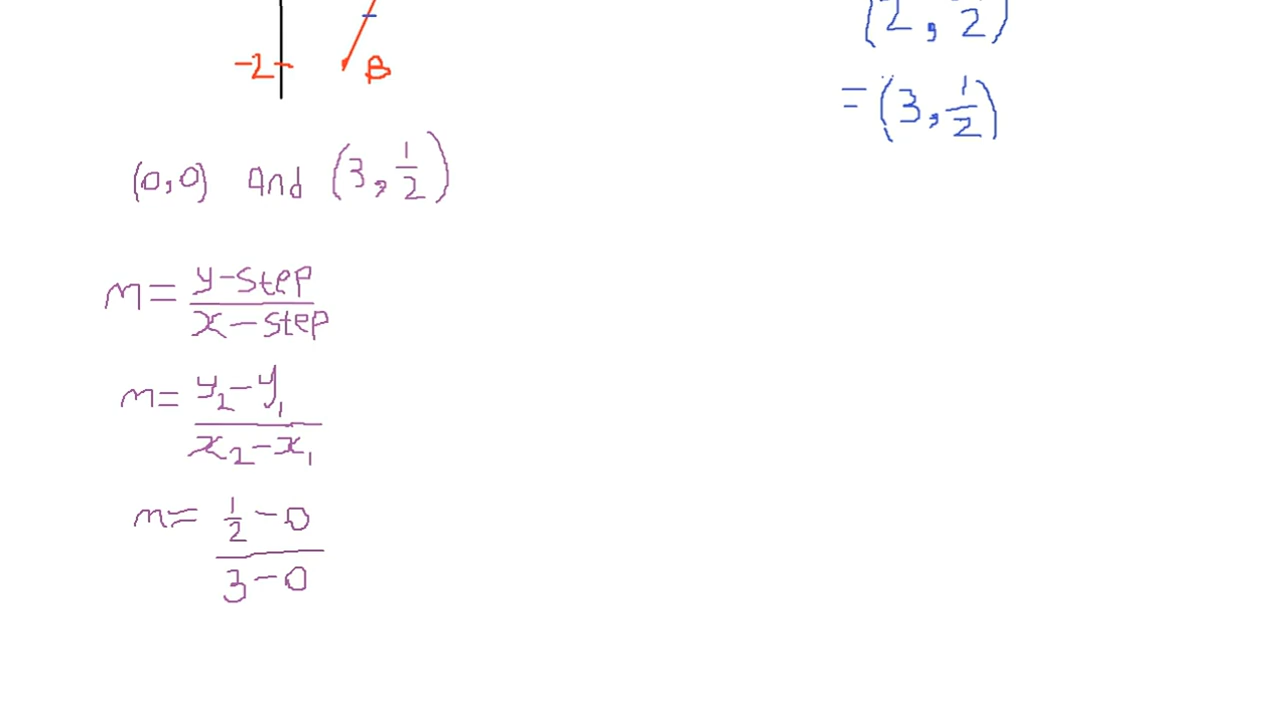 -2 B
(2, 2)
= (3, 1/2)
(0,0) and (3, 1/2)
m = y-step / x-step
m = y₂ - y₁ / x₂ - x₁
m = 1/2 - 0 / 3 - 0